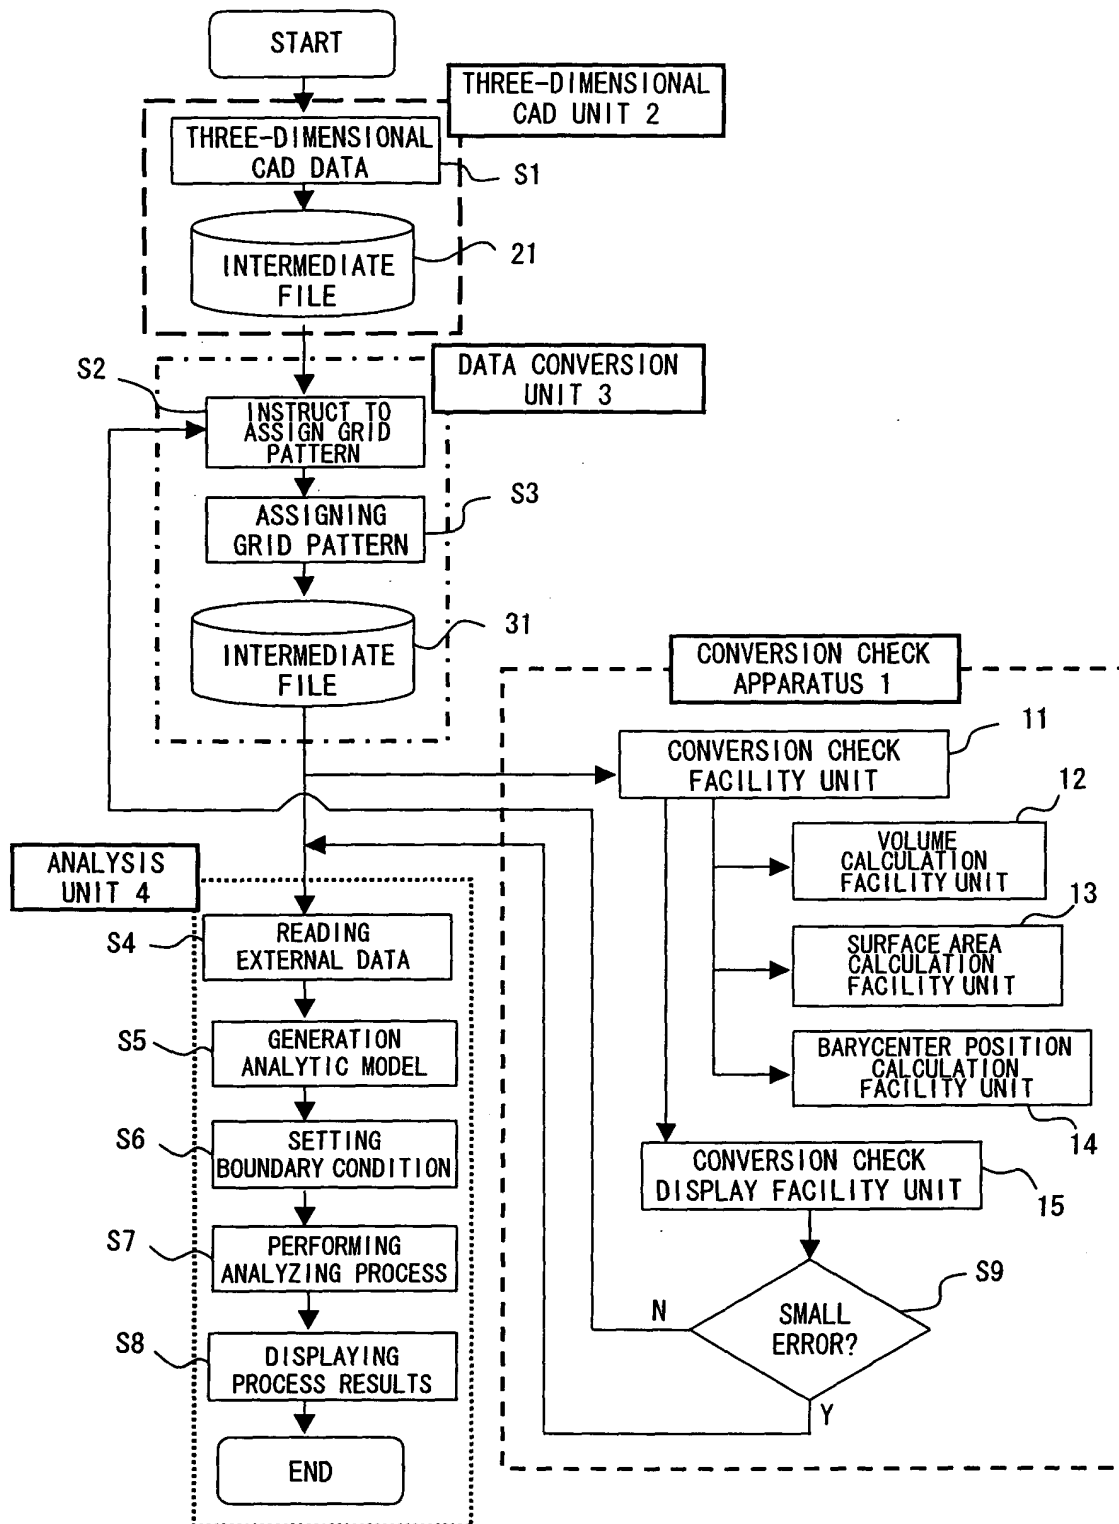 START
THREE-DIMENSIONAL
CAD UNIT 2
THREE-DIMENSIONAL
CAD DATA
S1
INTERMEDIATE
FILE
21
DATA CONVERSION
UNIT 3
S2
INSTRUCT TO
ASSIGN GRID
PATTERN
S3
ASSIGNING
GRID PATTERN
31
INTERMEDIATE
FILE
CONVERSION CHECK
APPARATUS 1
11
CONVERSION CHECK
FACILITY UNIT
12
VOLUME
CALCULATION
FACILITY UNIT
13
SURFACE AREA
CALCULATION
FACILITY UNIT
BARYCENTER POSITION
CALCULATION
FACILITY UNIT
14
CONVERSION CHECK
DISPLAY FACILITY UNIT
15
S9
SMALL
ERROR?
N
Y
ANALYSIS
UNIT 4
S4
READING
EXTERNAL DATA
S5
GENERATION
ANALYTIC MODEL
S6
SETTING
BOUNDARY CONDITION
S7
PERFORMING
ANALYZING PROCESS
S8
DISPLAYING
PROCESS RESULTS
END